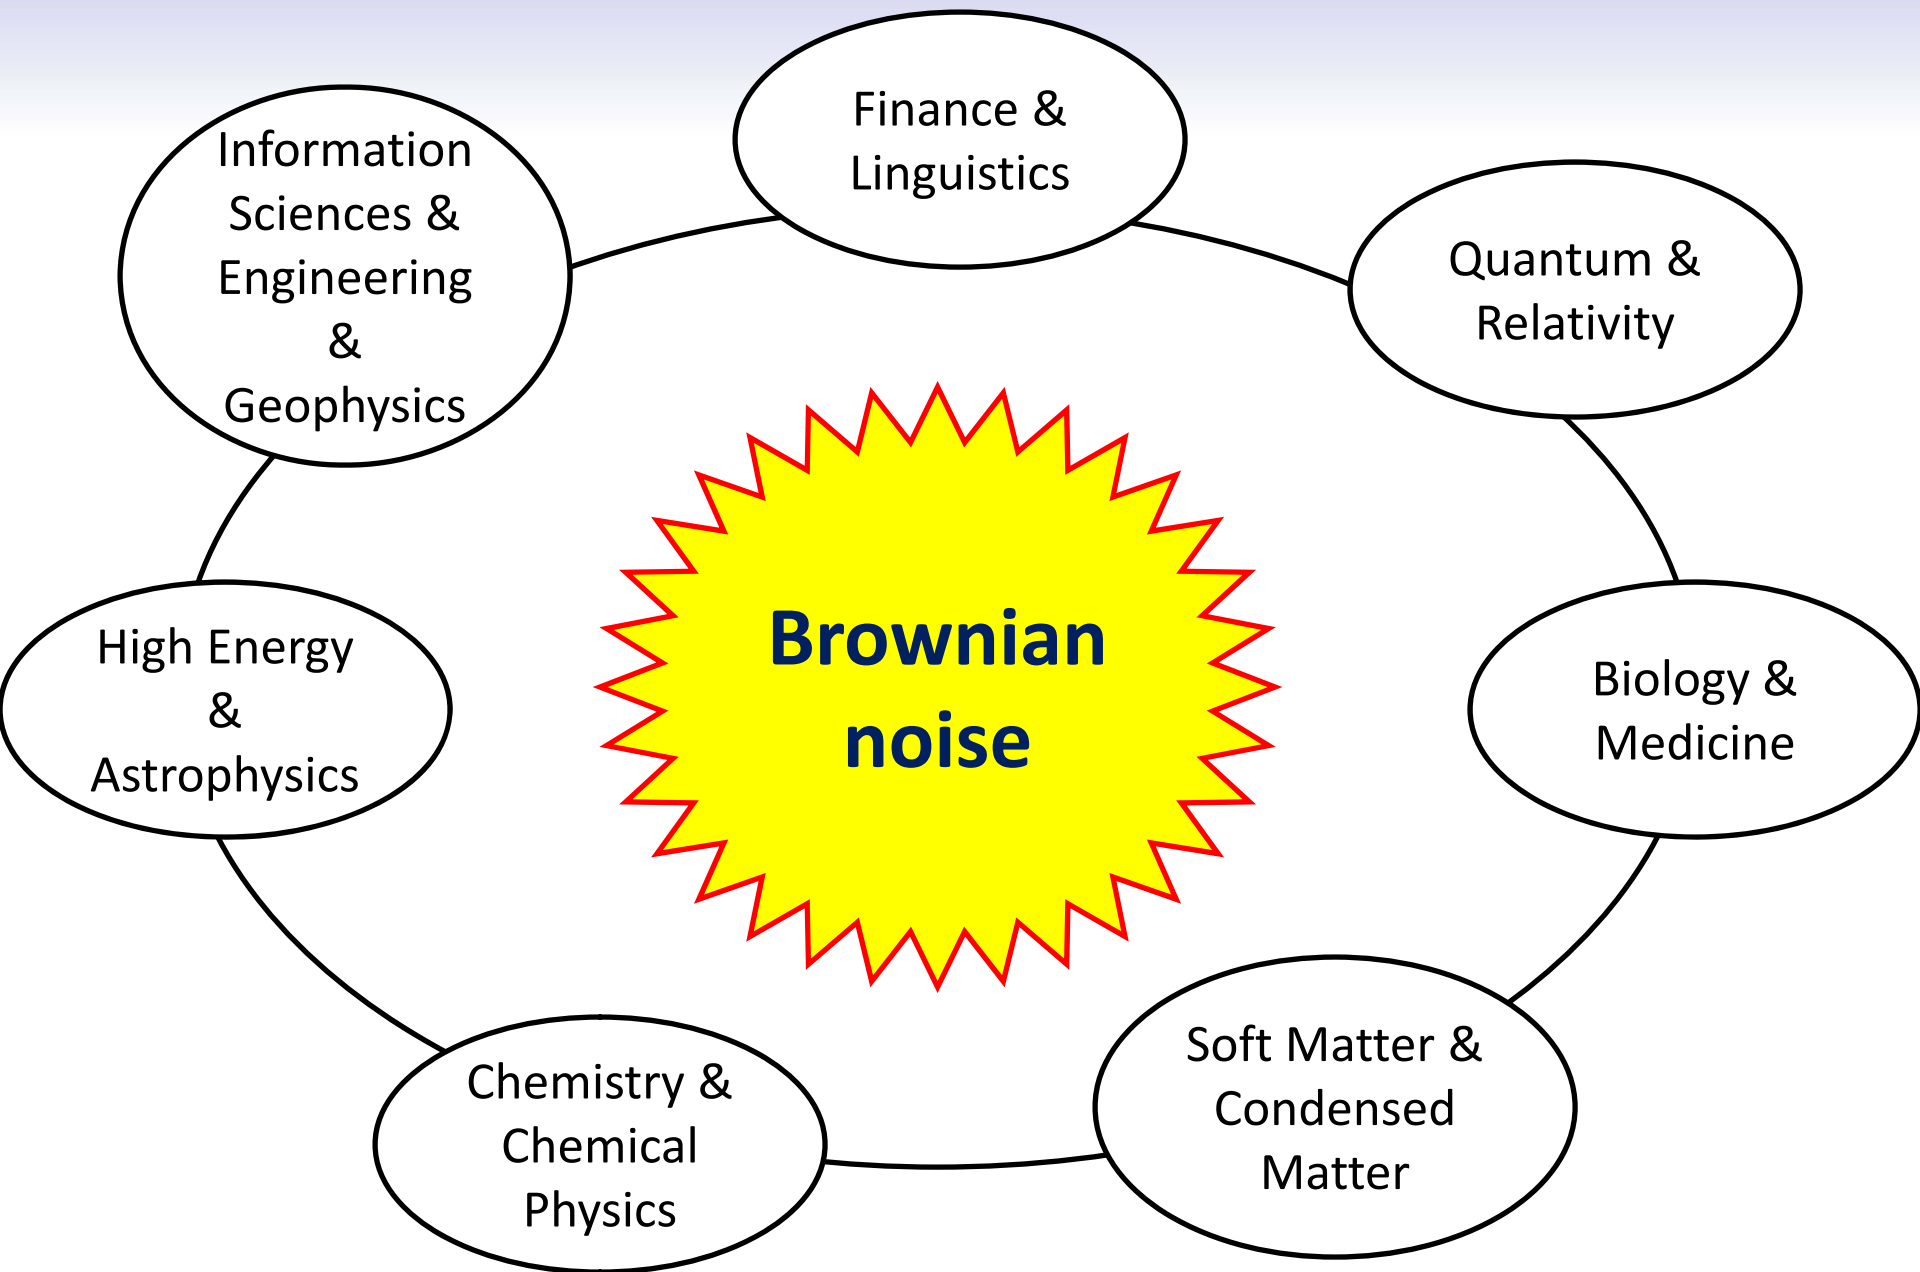 Finance &
Linguistics
Information
Sciences &
Engineering
&
Geophysics
Quantum &
Relativity
Brownian
noise
High Energy
&
Astrophysics
Biology &
Medicine
Chemistry &
Chemical
Physics
Soft Matter &
Condensed
Matter